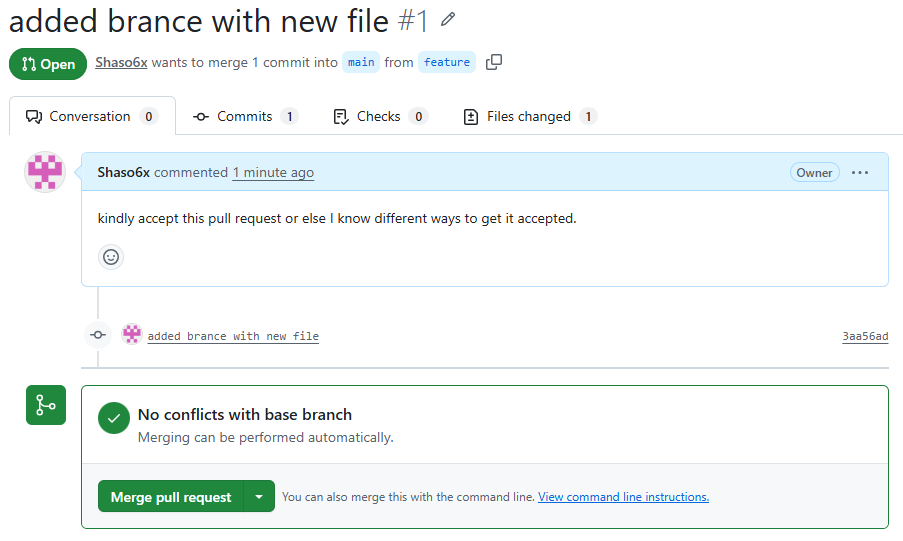 added brance with new file #1
Open Shaso6x wants to merge 1 commit into main from feature
Conversation 0 Commits 1 Checks 0 Files changed 1
Shaso6x commented 1 minute ago Owner ...
kindly accept this pull request or else I know different ways to get it accepted.
added brance with new file 3aa56ad
No conflicts with base branch
Merging can be performed automatically.
Merge pull request You can also merge this with the command line. View command line instructions.